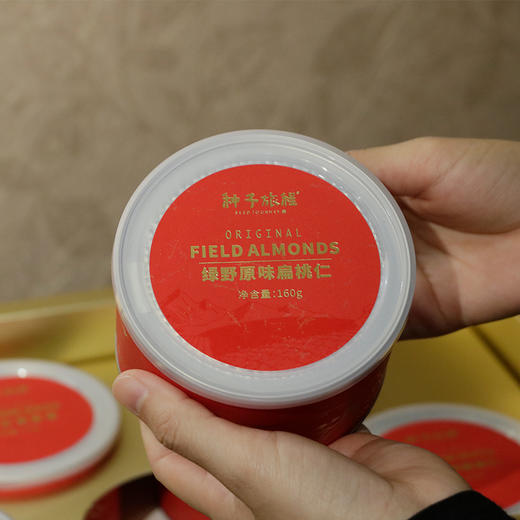 种子旅程
SEED JOURNEY
ORIGINAL
FIELD ALMONDS
绿野原味扁桃仁
净含量:160g